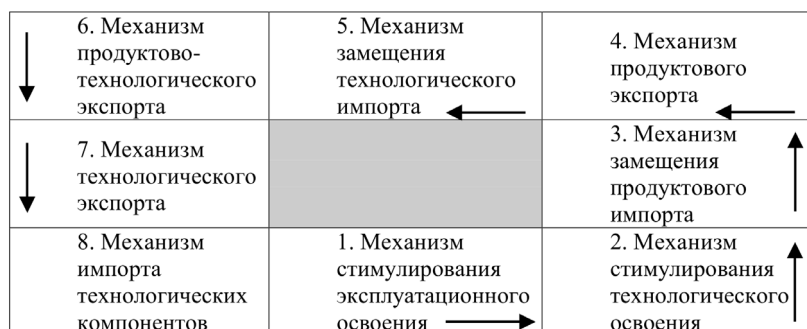 6. Механизм
продуктово-
технологического
экспорта
5. Механизм
замещения
технологического
импорта
4. Механизм
продуктового
экспорта
7. Механизм
технологического
экспорта
3. Механизм
замещения
продуктового
импорта
8. Механизм
импорта
технологических
компонентов
1. Механизм
стимулирования
эксплуатационного
освоения
2. Механизм
стимулирования
технологического
освоения